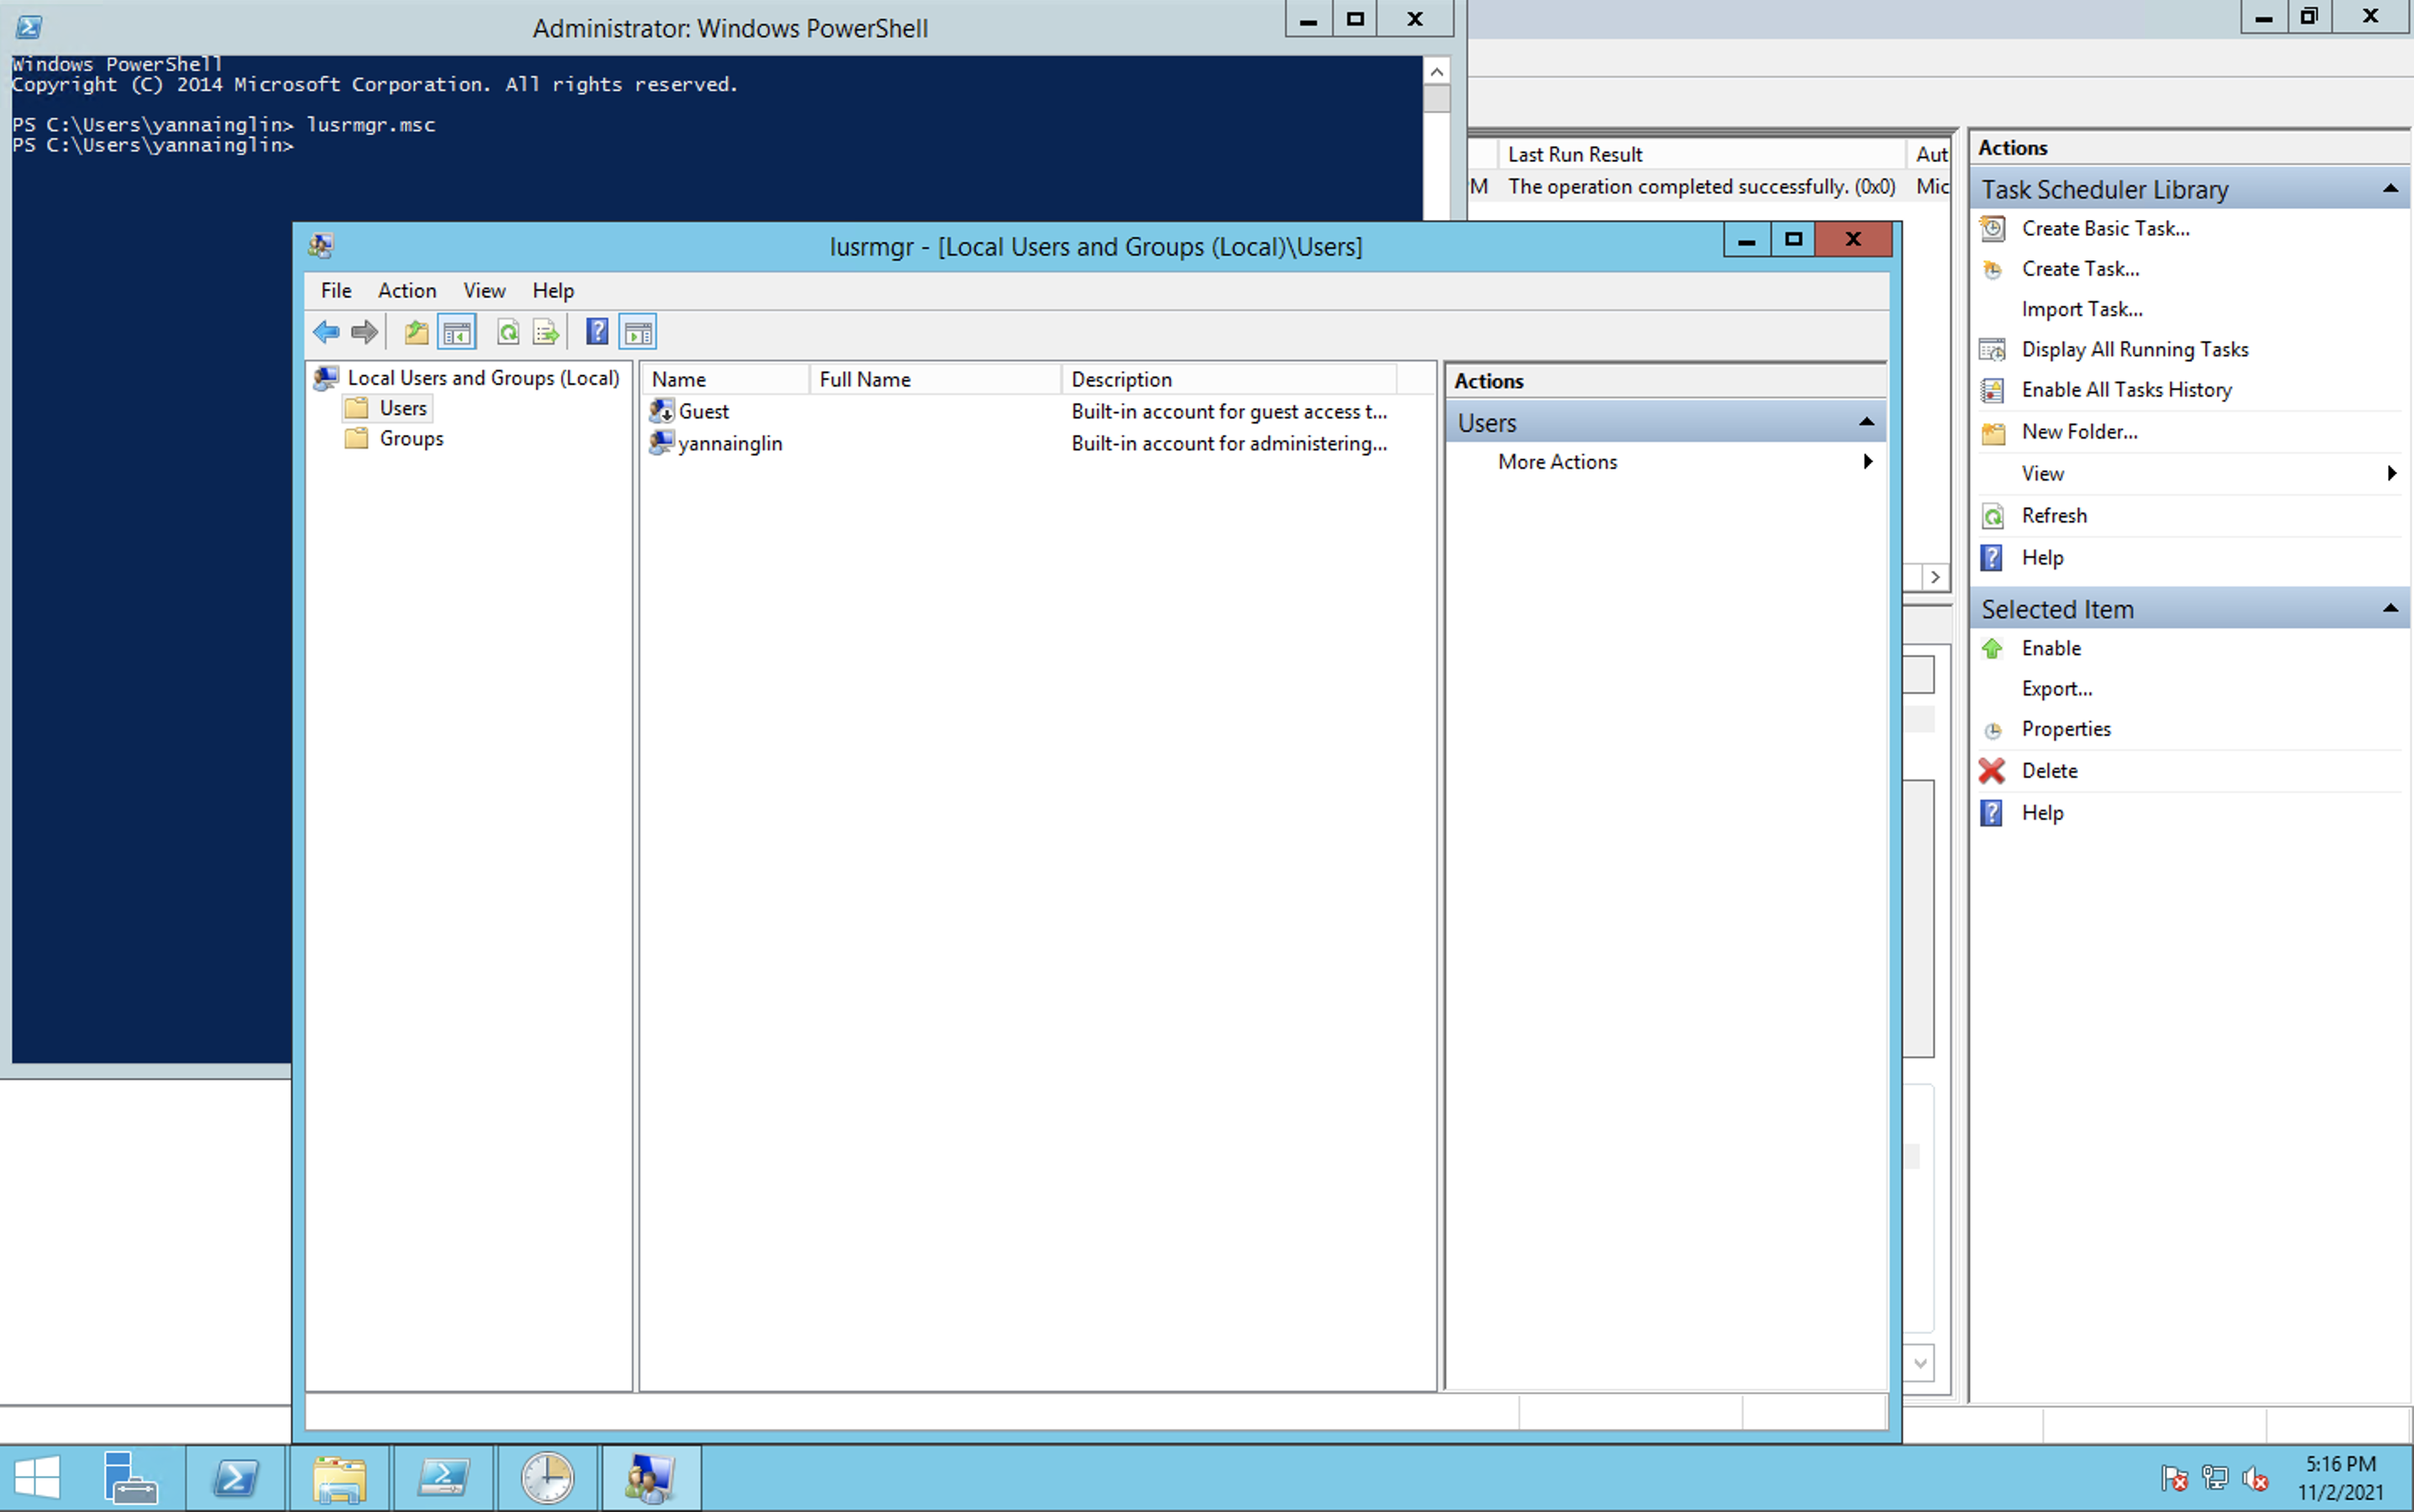 Administrator: Windows PowerShell
Windows PowerShell
Copyright (C) 2014 Microsoft Corporation. All rights reserved.
PS C:\Users\yannainglin> lusrmgr.msc
PS C:\Users\yannainglin>
Last Run Result Aut
M The operation completed successfully. (0x0) Mic
lusrmgr - [Local Users and Groups (Local)\Users]
File Action View Help
Local Users and Groups (Local)
Users
Groups
Name Full Name Description
Guest Built-in account for guest access t...
yannainglin Built-in account for administering...
Actions
Users
More Actions
Actions
Task Scheduler Library
Create Basic Task...
Create Task...
Import Task...
Display All Running Tasks
Enable All Tasks History
New Folder...
View
Refresh
Help
Selected Item
Enable
Export...
Properties
Delete
Help
5:16 PM
11/2/2021